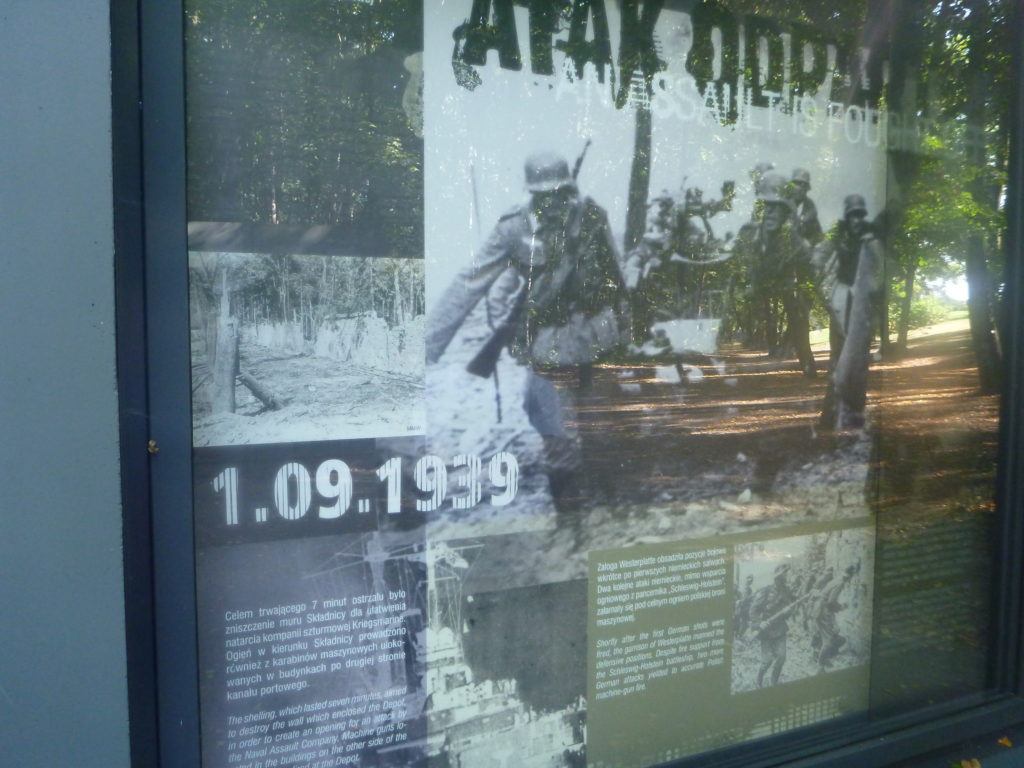 ATAK ODPA
AN ASSAULT IS FOUGHT
1.09.1939
Celem trwającego 7 minut ostrzału było
zniszczenie muru Składnicy dla ułatwienia
natarcia kompanii szturmowej Kriegsmarine.
Ogień w kierunku Składnicy prowadzono
również z karabinów maszynowych uloko-
wanych w budynkach po drugiej stronie
kanału portowego.
The shelling, which lasted seven minutes, aimed
to destroy the wall which enclosed the Depot,
in order to create an opening for an attack by
the Naval Assault Company. Machine guns lo-
cated in the buildings on the other side of the
fired at the Depot.
Załoga Westerplatte obsadziła pozycje bojowe
wkrótce po pierwszych niemieckich salwach.
Dwa kolejne ataki niemieckie, mimo wsparcia
ogniowego z pancernika „Schleswig-Holstein",
załamały się pod celnym ogniem polskiej broni
maszynowej.
Shortly after the first German shots were
fired, the garrison of Westerplatte manned the
defensive positions. Despite fire support from
the Schleswig-Holstein battleship, two more
German attacks yielded to accurate Polish
machine-gun fire.